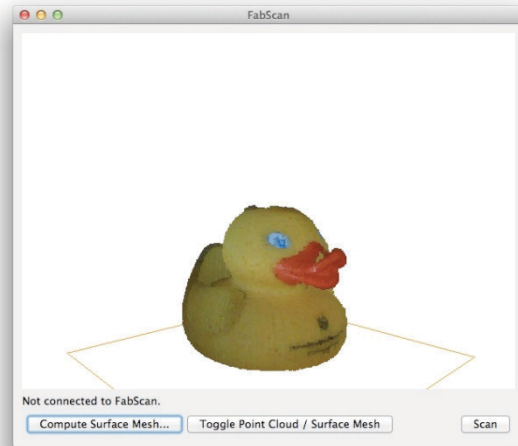 FabScan
Not connected to FabScan.
Compute Surface Mesh... Toggle Point Cloud / Surface Mesh Scan